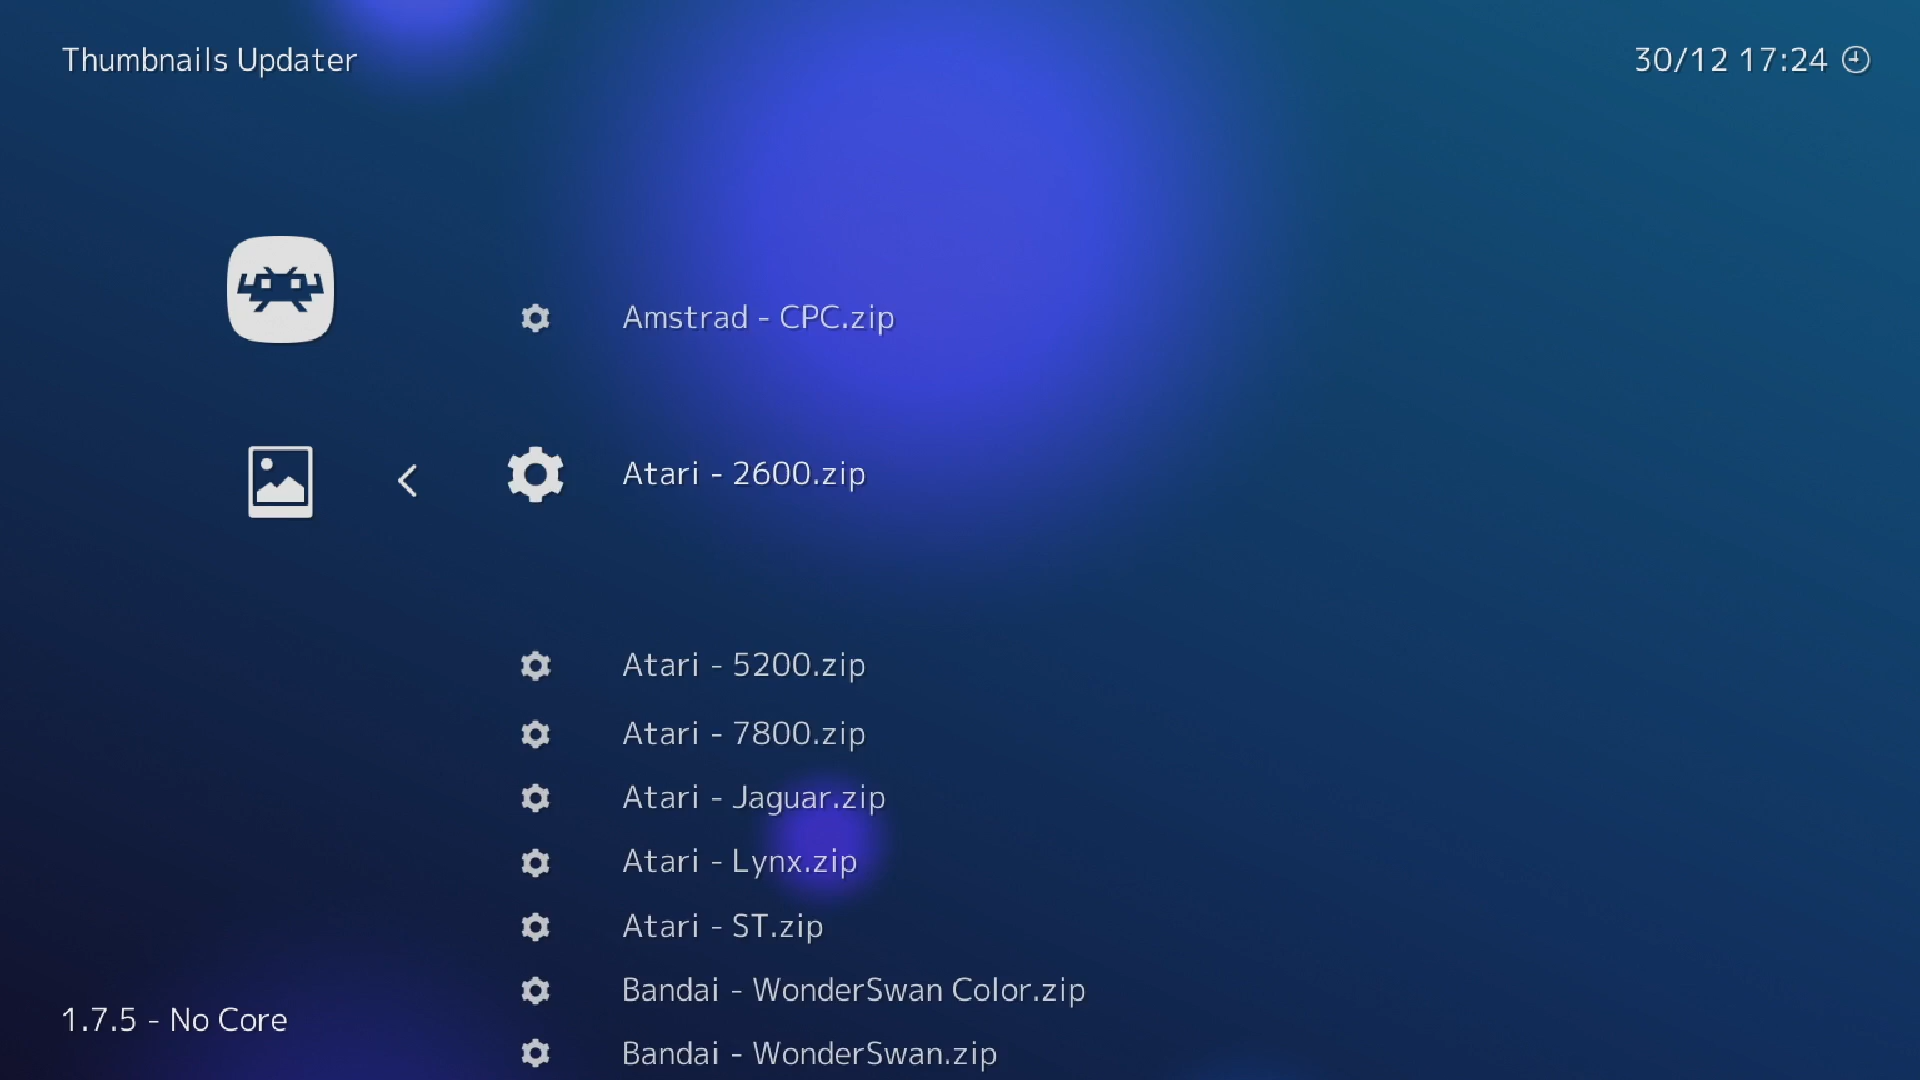 Thumbnails Updater
30/12 17:24
Amstrad - CPC.zip
Atari - 2600.zip
Atari - 5200.zip
Atari - 7800.zip
Atari - Jaguar.zip
Atari - Lynx.zip
Atari - ST.zip
Bandai - WonderSwan Color.zip
Bandai - WonderSwan.zip
1.7.5 - No Core